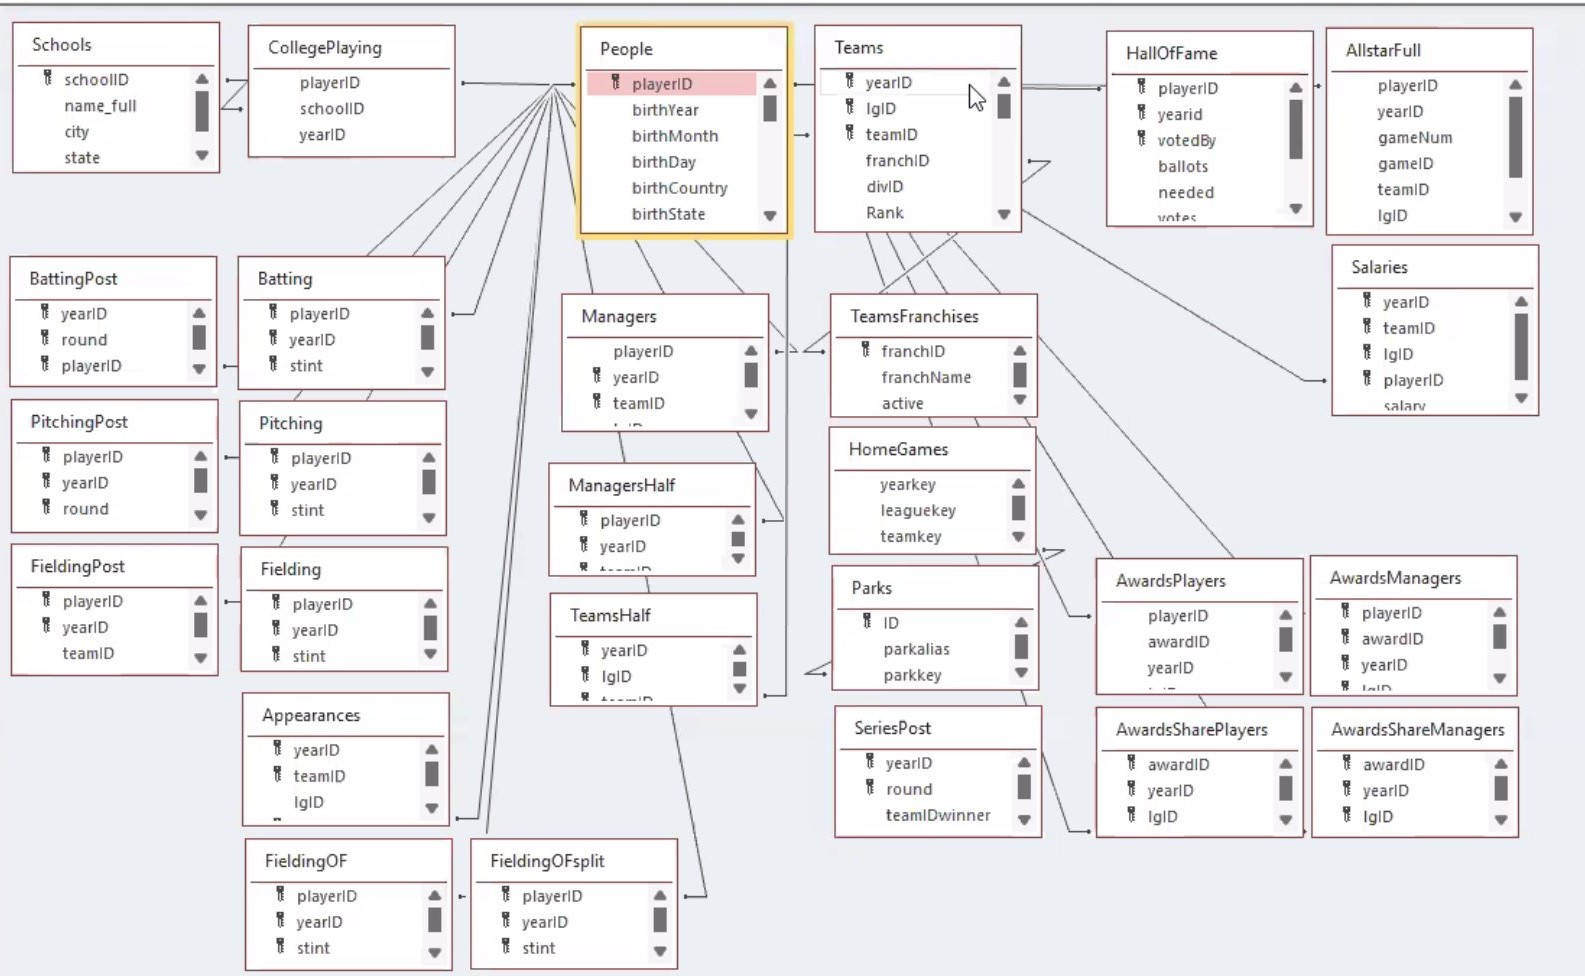 Schools
schoolID
name_full
city
state
CollegePlaying
playerID
schoolID
yearID
People
playerID
birthYear
birthMonth
birthDay
birthCountry
birthState
Teams
yearID
lgID
teamID
franchID
divID
Rank
HallOfFame
playerID
yearid
votedBy
ballots
needed
votes
AllstarFull
playerID
yearID
gameNum
gameID
teamID
lgID
Salaries
yearID
teamID
lgID
playerID
salary
BattingPost
yearID
round
playerID
Batting
playerID
yearID
stint
Managers
playerID
yearID
teamID
lgID
TeamsFranchises
franchID
franchName
active
PitchingPost
playerID
yearID
round
Pitching
playerID
yearID
stint
ManagersHalf
playerID
yearID
teamID
HomeGames
yearkey
leaguekey
teamkey
FieldingPost
playerID
yearID
teamID
Fielding
playerID
yearID
stint
TeamsHalf
yearID
lgID
teamID
Parks
ID
parkalias
parkkey
AwardsPlayers
playerID
awardID
yearID
AwardsManagers
playerID
awardID
yearID
lgID
Appearances
yearID
teamID
lgID
SeriesPost
yearID
round
teamIDwinner
AwardsSharePlayers
awardID
yearID
lgID
AwardsShareManagers
awardID
yearID
lgID
FieldingOF
playerID
yearID
stint
FieldingOFsplit
playerID
yearID
stint